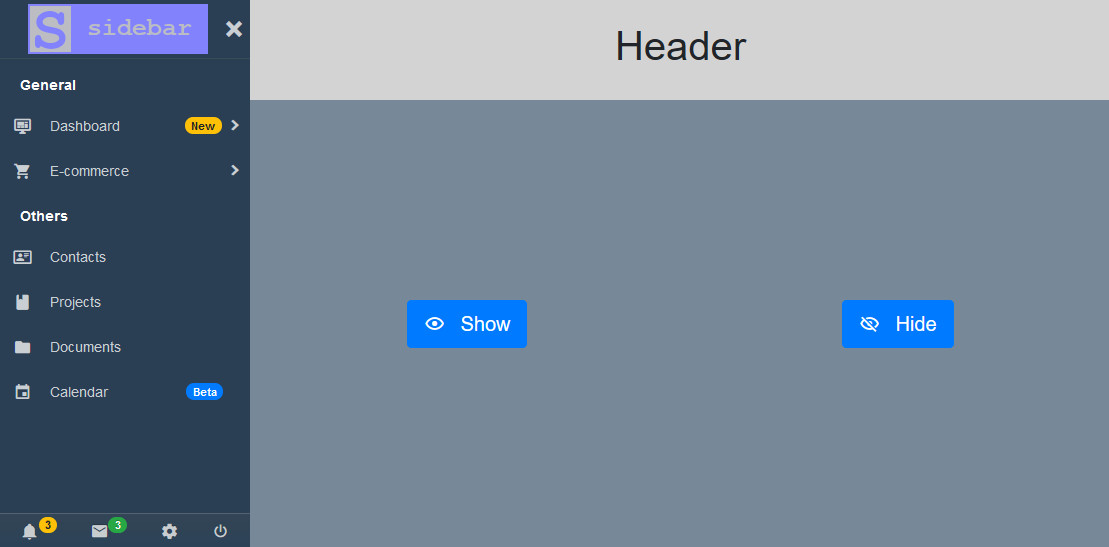 S sidebar
Header
General
Dashboard New
E-commerce
Others
Contacts
Projects
Documents
Calendar Beta
Show
Hide
3
3